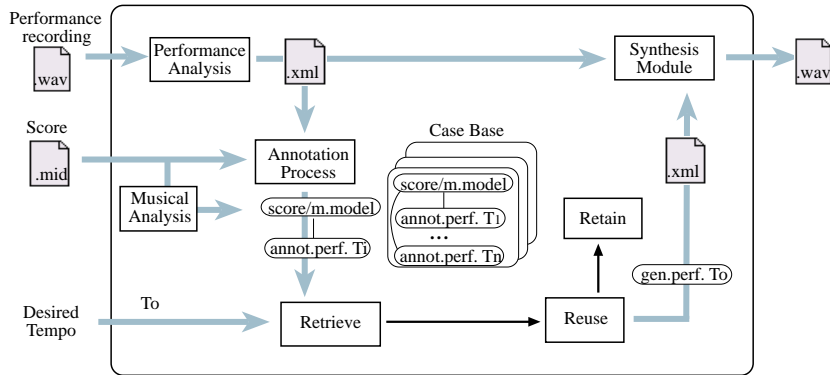 Performance
recording
.wav
Performance
Analysis
.xml
Synthesis
Module
.wav
Score
.mid
Musical
Analysis
Annotation
Process
score/m.model
annot.perf. Ti
Case Base
score/m.model
annot.perf. T1
...
annot.perf. Tn
Retain
.xml
gen.perf. To
Desired
Tempo
To
Retrieve
Reuse